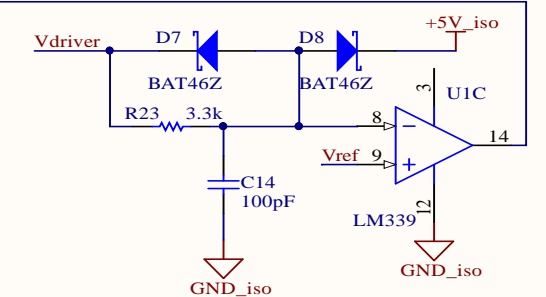 +5V_iso
Vdriver D7 D8
BAT46Z BAT46Z
3 U1C
R23 3.3k
8
14
Vref 9
C14
100pF
12
LM339
GND_iso
GND_iso